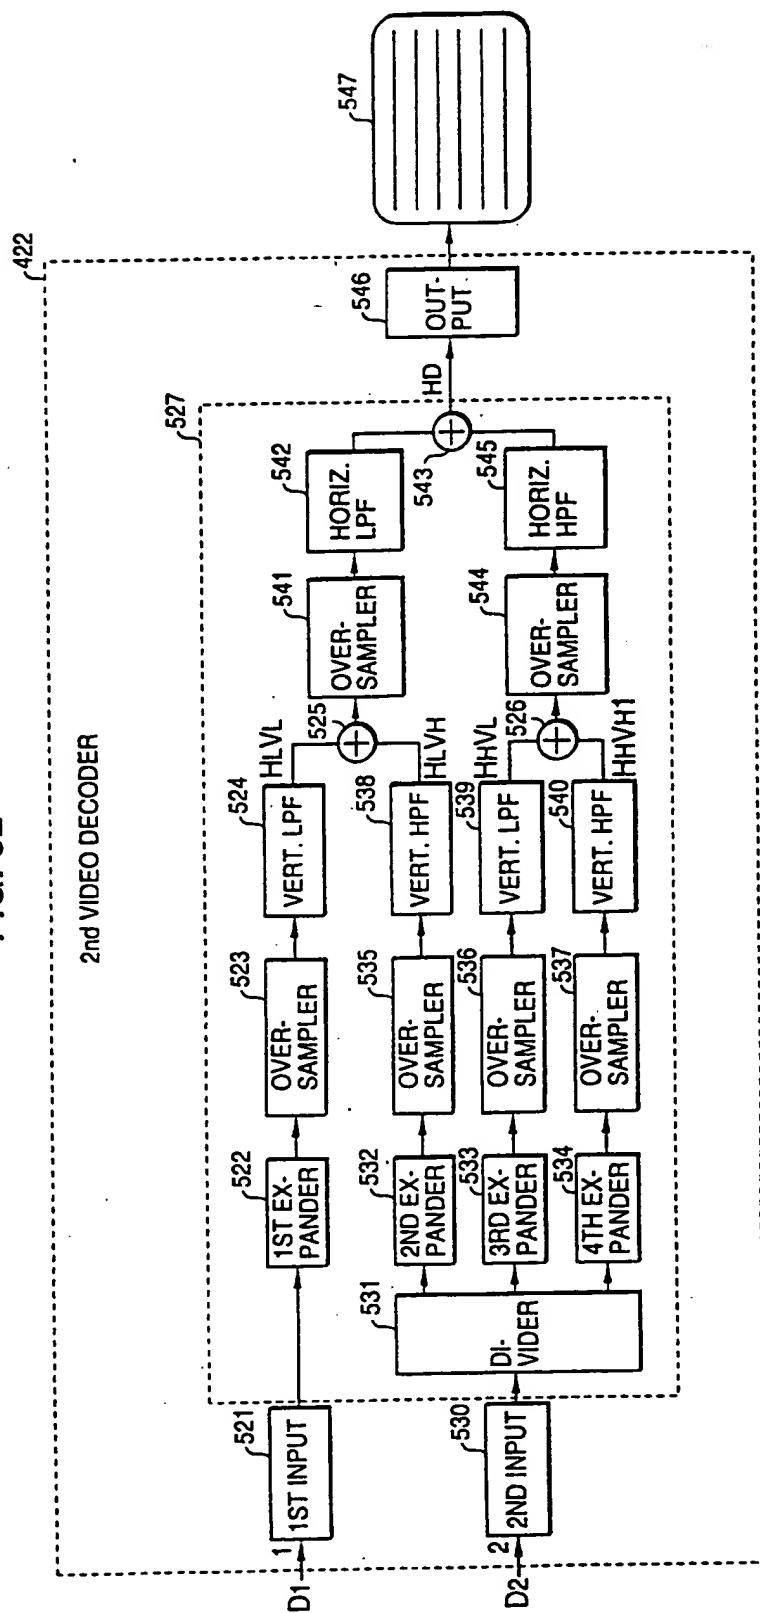 2nd VIDEO DECODER
422
527
D1
1
1ST INPUT
521
1ST EX-
PANDER
522
OVER-
SAMPLER
523
VERT. LPF
524
HLVL
525
OVER-
SAMPLER
541
HORIZ.
LPF
542
D2
2
2ND INPUT
530
DI-
VIDER
531
2ND EX-
PANDER
532
OVER-
SAMPLER
535
VERT. HPF
538
HLVH
3RD EX-
PANDER
533
OVER-
SAMPLER
536
VERT. LPF
539
HHVL
526
4TH EX-
PANDER
534
OVER-
SAMPLER
537
VERT. HPF
540
HHVH1
OVER-
SAMPLER
544
HORIZ.
HPF
545
543
HD
OUT-
PUT
546
547